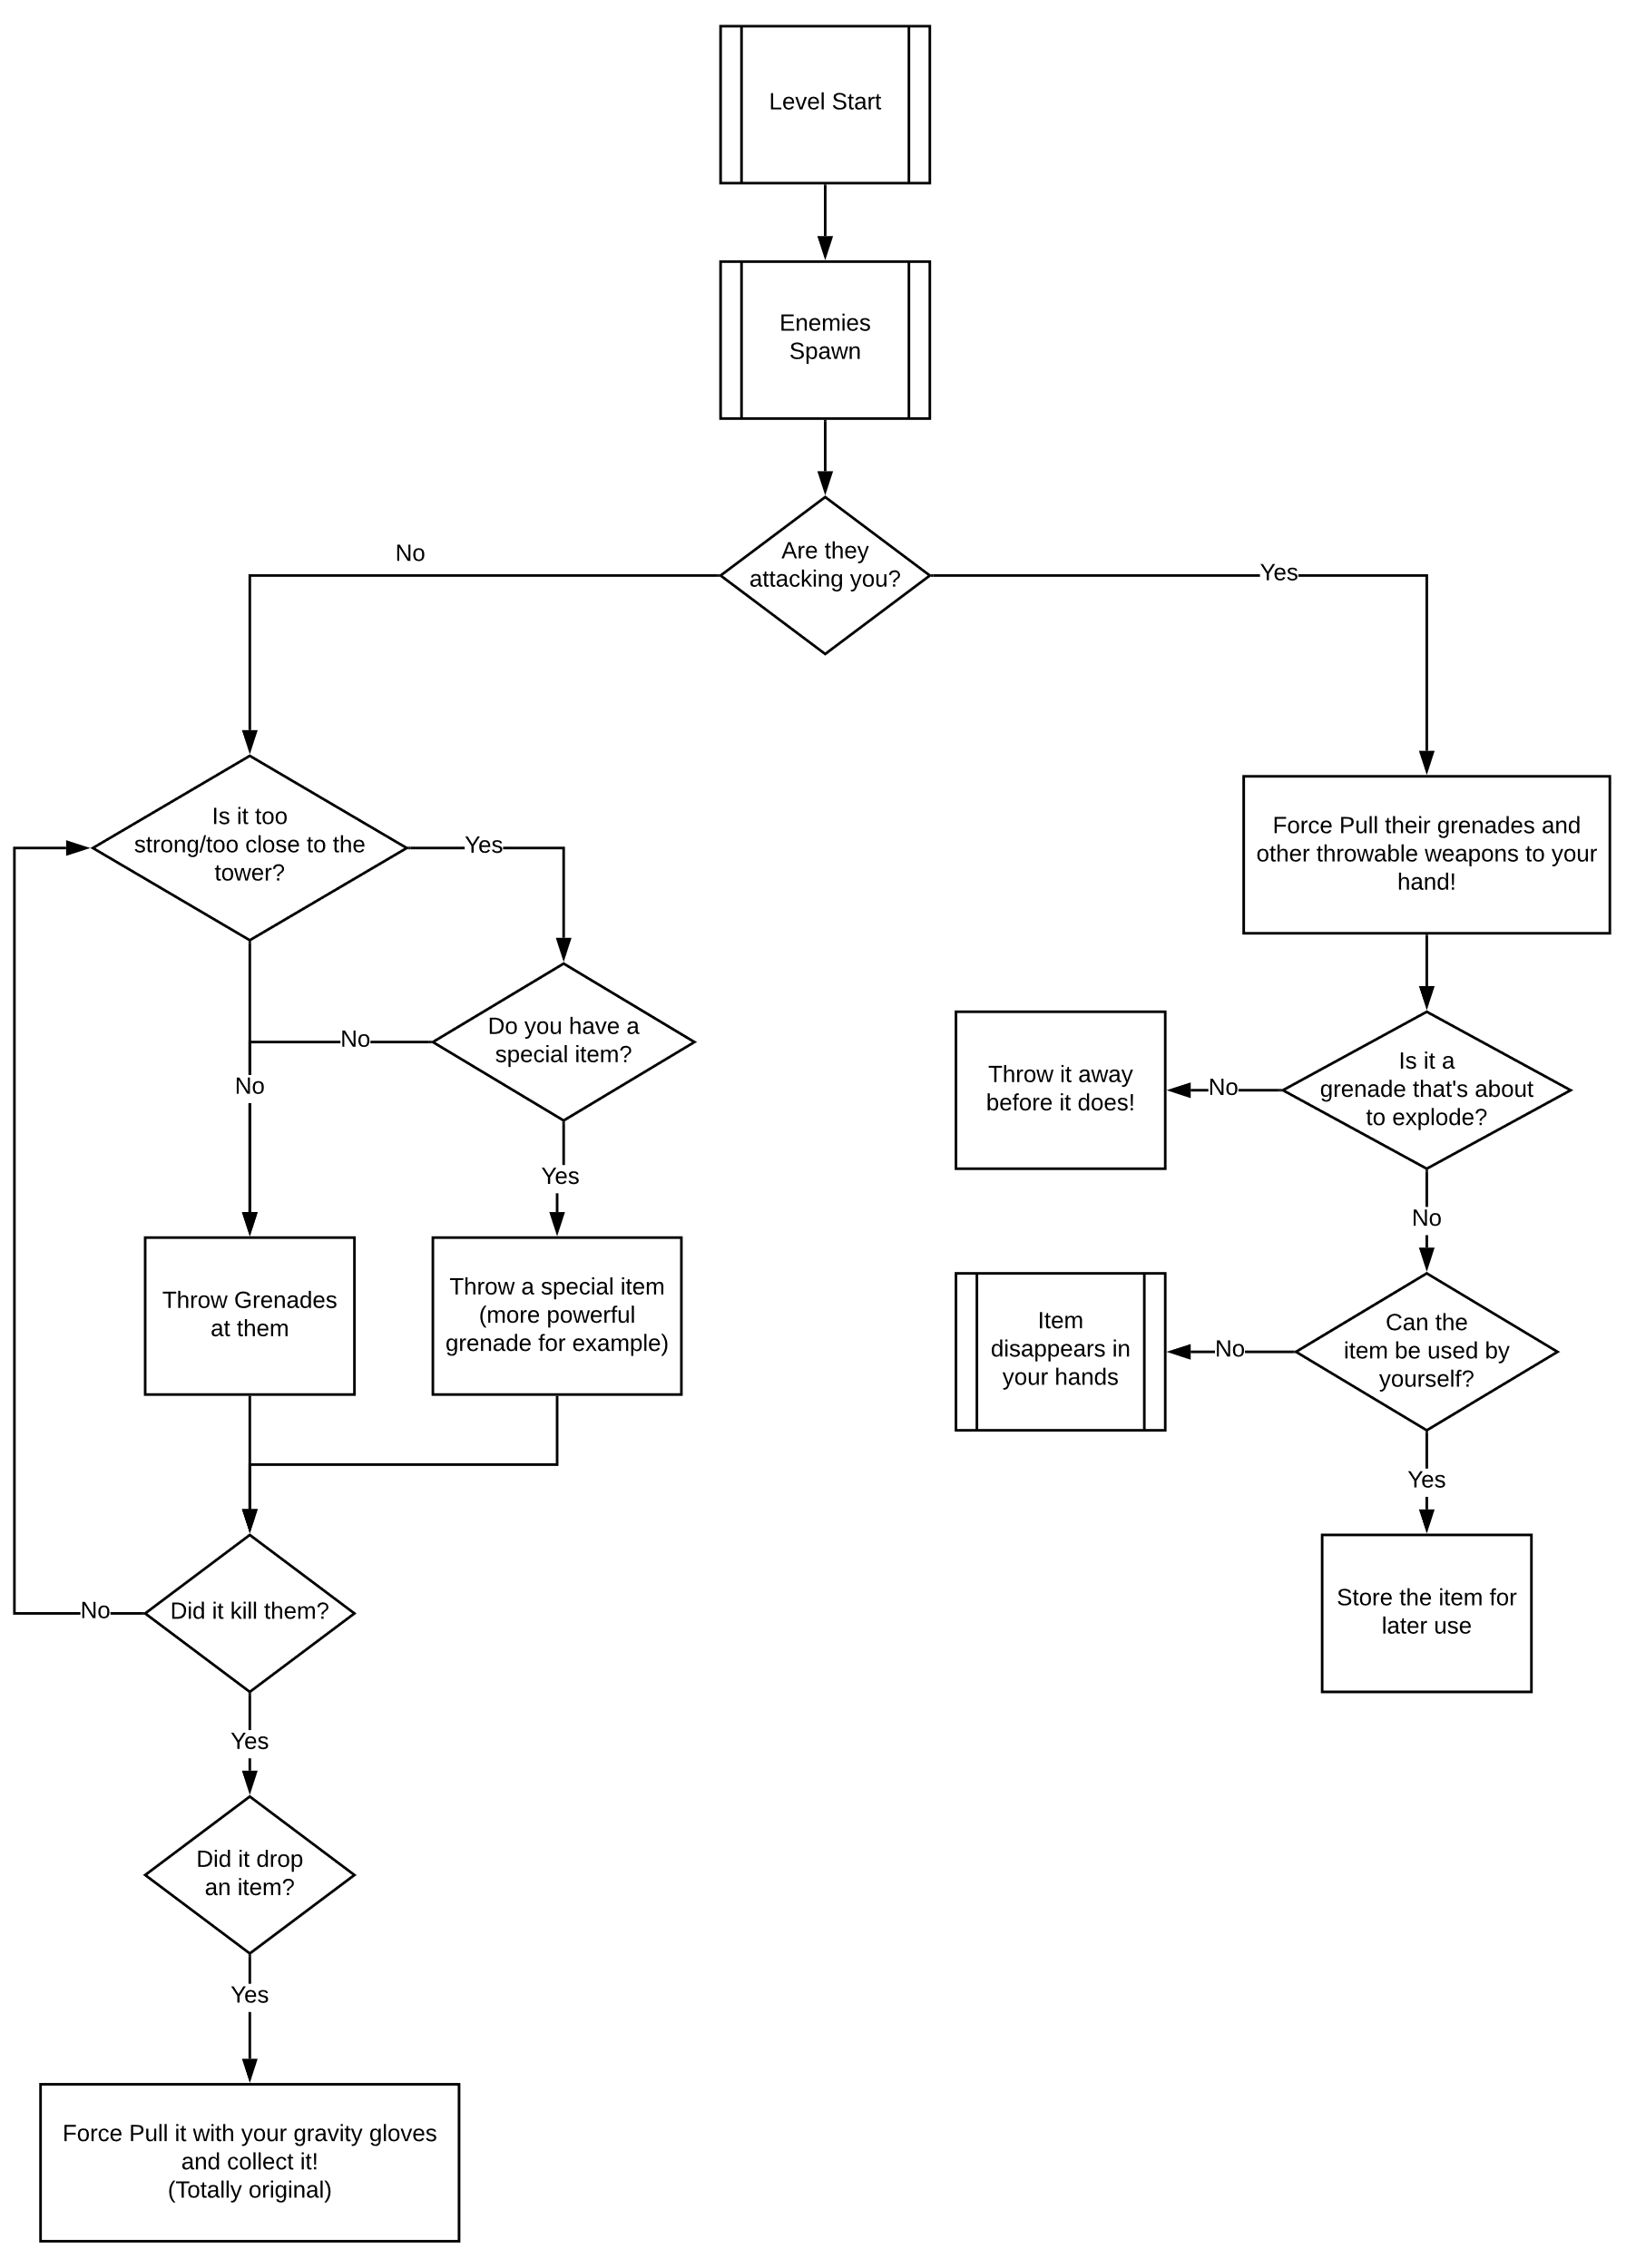 Level Start
Enemies
Spawn
Are they
attacking you?
No
Yes
Is it too
strong/too close to the
tower?
Yes
Force Pull their grenades and
other throwable weapons to your
hand!
Do you have a
special item?
No
No
Yes
Throw it away
before it does!
No
Is it a
grenade that's about
to explode?
No
Throw Grenades
at them
Throw a special item
(more powerful
grenade for example)
Item
disappears in
your hands
No
Can the
item be used by
yourself?
Yes
Did it kill them?
No
Store the item for
later use
Yes
Did it drop
an item?
Yes
Force Pull it with your gravity gloves
and collect it!
(Totally original)